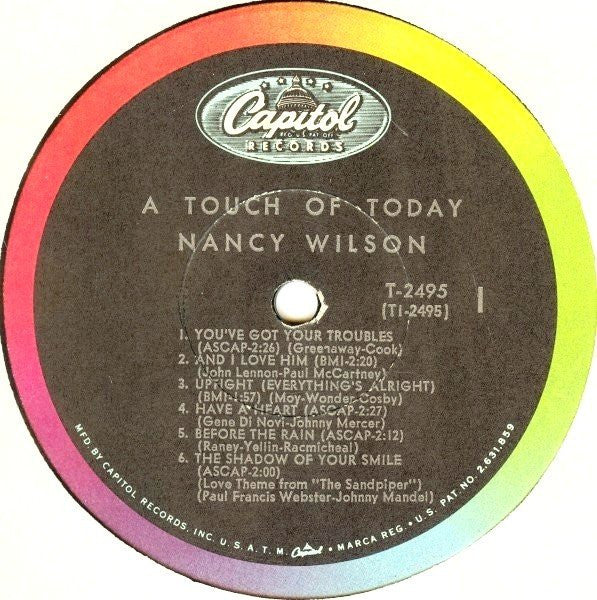 Capitol
REG. U.S. PAT. OFF.
RECORDS
A TOUCH OF TODAY
NANCY WILSON
T-2495
(T1-2495)
1
1. YOU'VE GOT YOUR TROUBLES
(ASCAP-2:26) (Greenaway-Cook)
2. AND I LOVE HIM (BMI-2:20)
(John Lennon-Paul McCartney)
3. UPTIGHT (EVERYTHING'S ALRIGHT)
(BMI-1:57) (Moy-Wonder-Cosby)
4. HAVE A HEART (ASCAP-2:27)
(Gene Di Novi-Johnny Mercer)
5. BEFORE THE RAIN (ASCAP-2:12)
(Raney-Yellin-Racmicheal)
6. THE SHADOW OF YOUR SMILE
(ASCAP-2:00)
(Love Theme from "The Sandpiper")
(Paul Francis Webster-Johnny Mandel)
MFD. BY CAPITOL RECORDS, INC. U. S. A. T. M. Capitol • MARCA REG. • U. S. PAT. NO. 2,631,859